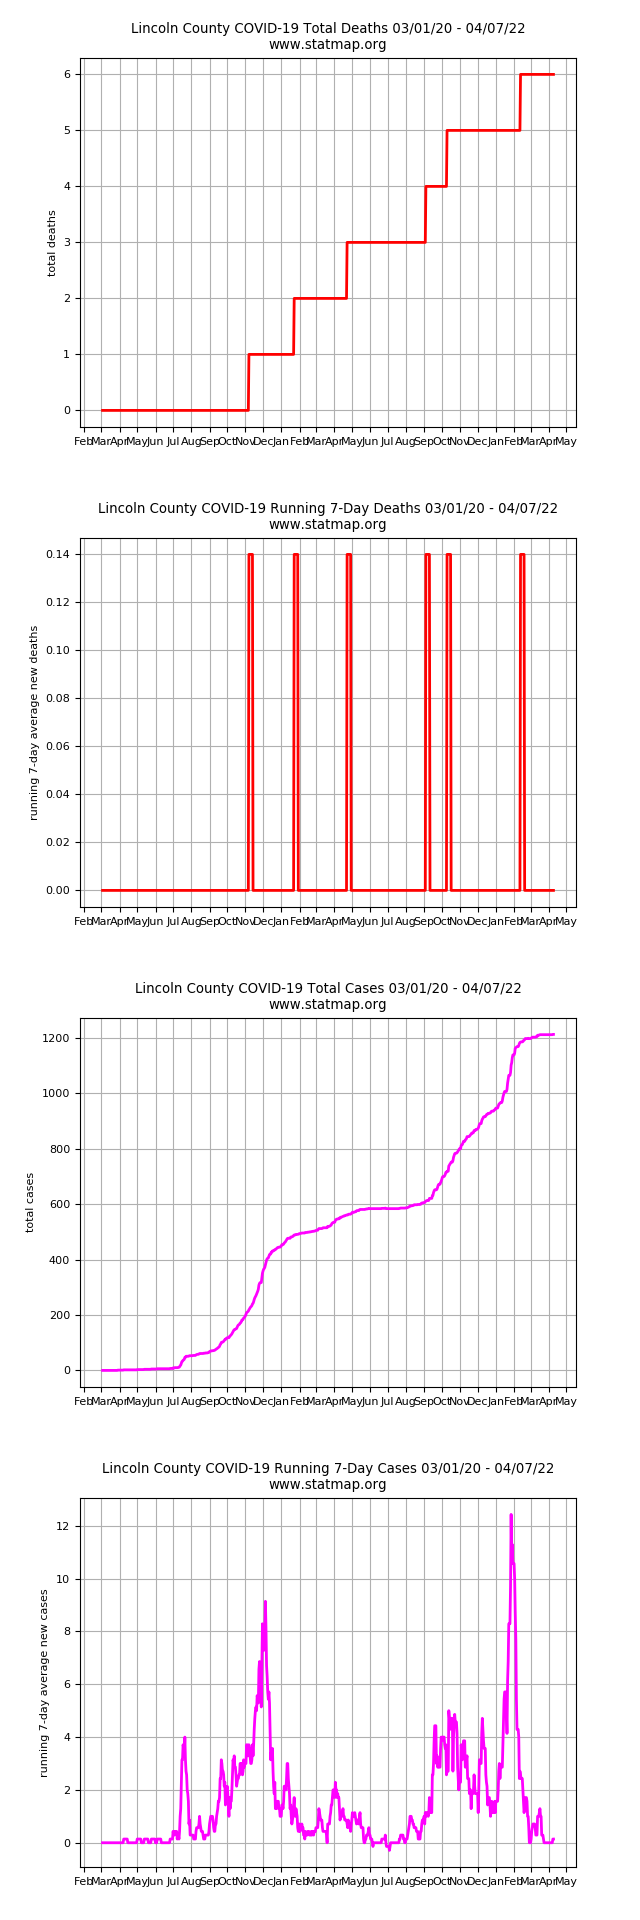 Lincoln County COVID-19 Total Deaths 03/01/20 - 04/07/22
www.statmap.org
6
5
4
3
2
1
0
total deaths
Feb Mar Apr May Jun Jul Aug Sep Oct Nov Dec Jan Feb Mar Apr May Jun Jul Aug Sep Oct Nov Dec Jan Feb Mar Apr May
Lincoln County COVID-19 Running 7-Day Deaths 03/01/20 - 04/07/22
www.statmap.org
0.14
0.12
0.10
0.08
0.06
0.04
0.02
0.00
running 7-day average new deaths
Feb Mar Apr May Jun Jul Aug Sep Oct Nov Dec Jan Feb Mar Apr May Jun Jul Aug Sep Oct Nov Dec Jan Feb Mar Apr May
Lincoln County COVID-19 Total Cases 03/01/20 - 04/07/22
www.statmap.org
1200
1000
800
600
400
200
0
total cases
Feb Mar Apr May Jun Jul Aug Sep Oct Nov Dec Jan Feb Mar Apr May Jun Jul Aug Sep Oct Nov Dec Jan Feb Mar Apr May
Lincoln County COVID-19 Running 7-Day Cases 03/01/20 - 04/07/22
www.statmap.org
12
10
8
6
4
2
0
running 7-day average new cases
Feb Mar Apr May Jun Jul Aug Sep Oct Nov Dec Jan Feb Mar Apr May Jun Jul Aug Sep Oct Nov Dec Jan Feb Mar Apr May